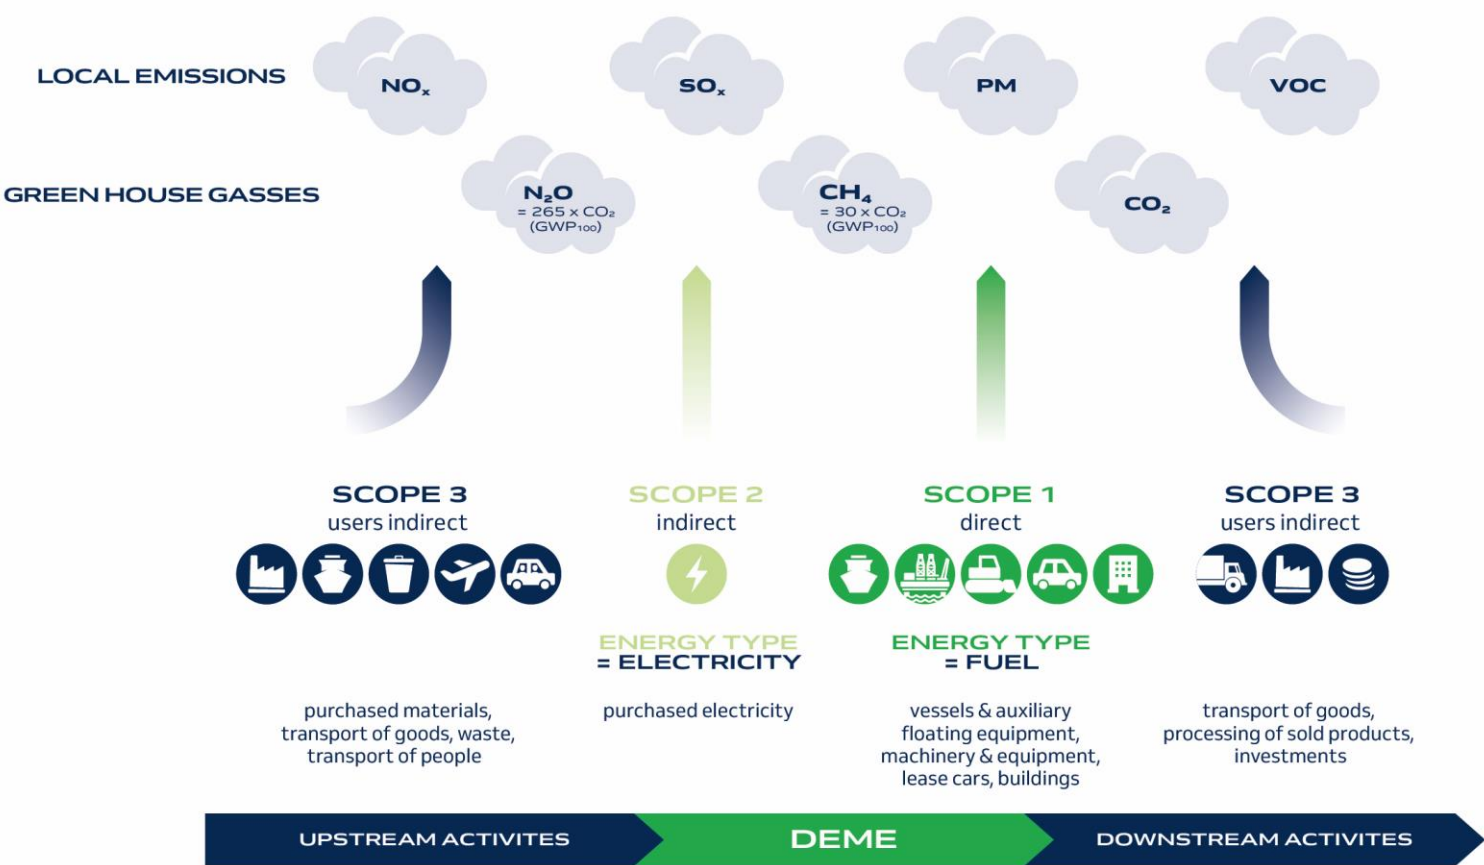 LOCAL EMISSIONS
NOₓ
SOₓ
PM
VOC
GREEN HOUSE GASSES
N₂O
= 265 x CO₂
(GWP₁₀₀)
CH₄
= 30 x CO₂
(GWP₁₀₀)
CO₂
SCOPE 3
users indirect
SCOPE 2
indirect
SCOPE 1
direct
SCOPE 3
users indirect
ENERGY TYPE
= ELECTRICITY
ENERGY TYPE
= FUEL
purchased materials,
transport of goods, waste,
transport of people
purchased electricity
vessels & auxiliary
floating equipment,
machinery & equipment,
lease cars, buildings
transport of goods,
processing of sold products,
investments
UPSTREAM ACTIVITES
DEME
DOWNSTREAM ACTIVITES